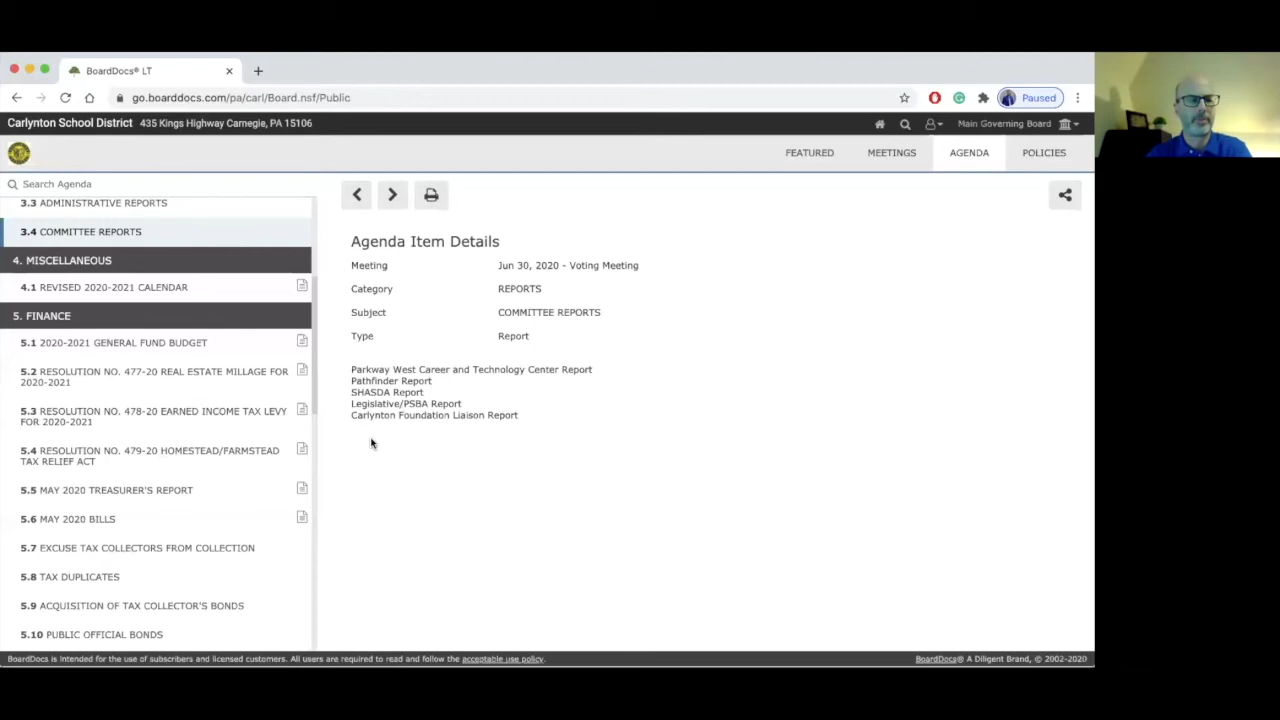 BoardDocs® LT
go.boarddocs.com/pa/carl/Board.nsf/Public
Paused
Carlynton School District 435 Kings Highway Carnegie, PA 15106
Main Governing Board
FEATURED MEETINGS AGENDA POLICIES
Search Agenda
3.3 ADMINISTRATIVE REPORTS
3.4 COMMITTEE REPORTS
4. MISCELLANEOUS
4.1 REVISED 2020-2021 CALENDAR
5. FINANCE
5.1 2020-2021 GENERAL FUND BUDGET
5.2 RESOLUTION NO. 477-20 REAL ESTATE MILLAGE FOR
2020-2021
5.3 RESOLUTION NO. 478-20 EARNED INCOME TAX LEVY
FOR 2020-2021
5.4 RESOLUTION NO. 479-20 HOMESTEAD/FARMSTEAD
TAX RELIEF ACT
5.5 MAY 2020 TREASURER'S REPORT
5.6 MAY 2020 BILLS
5.7 EXCUSE TAX COLLECTORS FROM COLLECTION
5.8 TAX DUPLICATES
5.9 ACQUISITION OF TAX COLLECTOR'S BONDS
5.10 PUBLIC OFFICIAL BONDS
Agenda Item Details
Meeting Jun 30, 2020 - Voting Meeting
Category REPORTS
Subject COMMITTEE REPORTS
Type Report
Parkway West Career and Technology Center Report
Pathfinder Report
SHASDA Report
Legislative/PSBA Report
Carlynton Foundation Liaison Report
BoardDocs is intended for the use of subscribers and licensed customers. All users are required to read and follow the acceptable use policy.
BoardDocs® A Diligent Brand, © 2002-2020